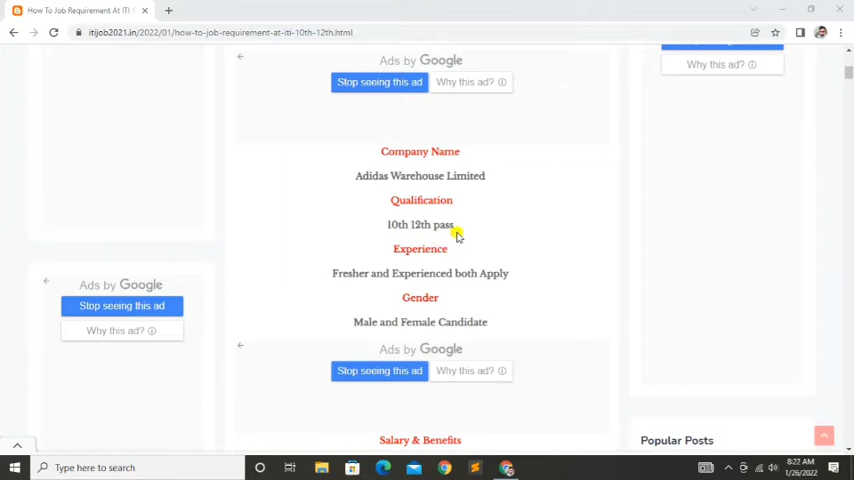 How To Job Requirement At ITI 1
itijob2021.in/2022/01/how-to-job-requirement-at-iti-10th-12th.html
Ads by Google
Stop seeing this ad
Why this ad?
Why this ad?
Company Name
Adidas Warehouse Limited
Qualification
10th 12th pass
Experience
Fresher and Experienced both Apply
Gender
Male and Female Candidate
Ads by Google
Stop seeing this ad
Why this ad?
Ads by Google
Stop seeing this ad
Why this ad?
Salary & Benefits
Popular Posts
Type here to search
8:22 AM
1/26/2022